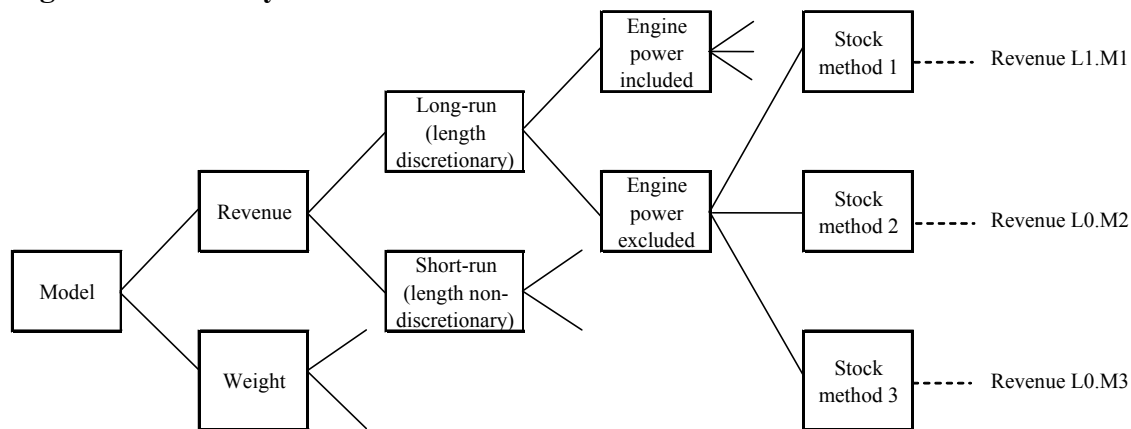 Engine
power
included
Stock
method 1
Revenue L1.M1
Long-run
(length
discretionary)
Revenue
Engine
power
excluded
Stock
method 2
Revenue L0.M2
Model
Short-run
(length non-
discretionary)
Weight
Stock
method 3
Revenue L0.M3